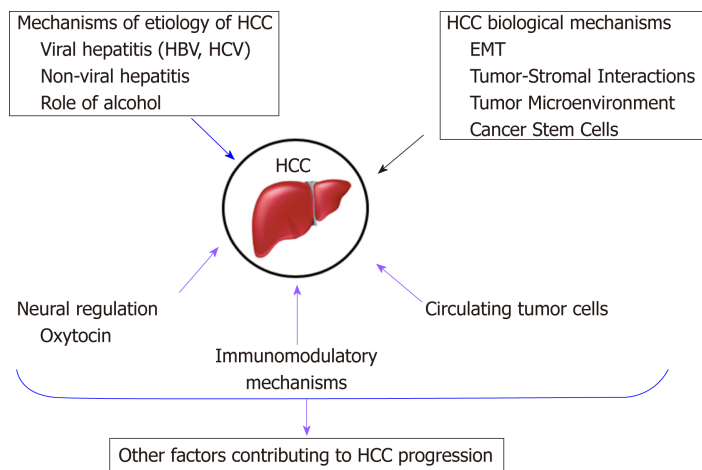 Mechanisms of etiology of HCC
Viral hepatitis (HBV, HCV)
Non-viral hepatitis
Role of alcohol
HCC biological mechanisms
EMT
Tumor-Stromal Interactions
Tumor Microenvironment
Cancer Stem Cells
HCC
Neural regulation
Oxytocin
Immunomodulatory
mechanisms
Circulating tumor cells
Other factors contributing to HCC progression